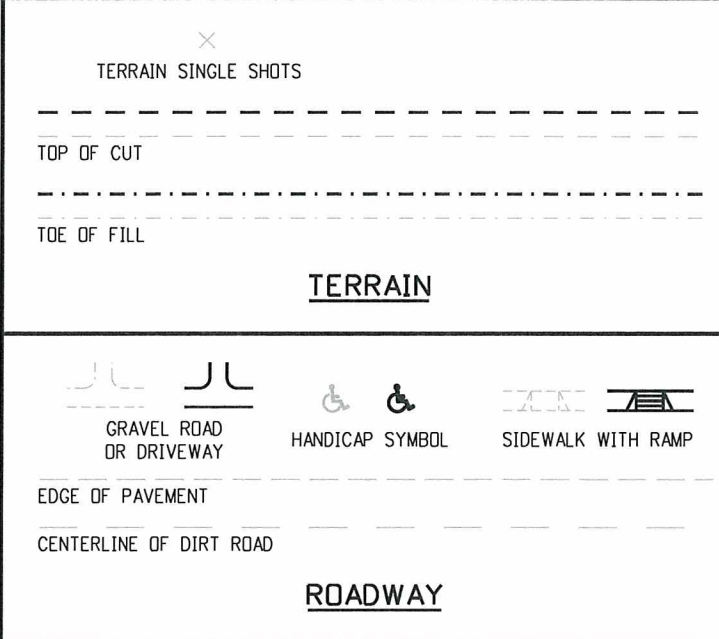 TERRAIN SINGLE SHOTS
TOP OF CUT
TOE OF FILL
TERRAIN
GRAVEL ROAD
OR DRIVEWAY
HANDICAP SYMBOL
SIDEWALK WITH RAMP
EDGE OF PAVEMENT
CENTERLINE OF DIRT ROAD
ROADWAY